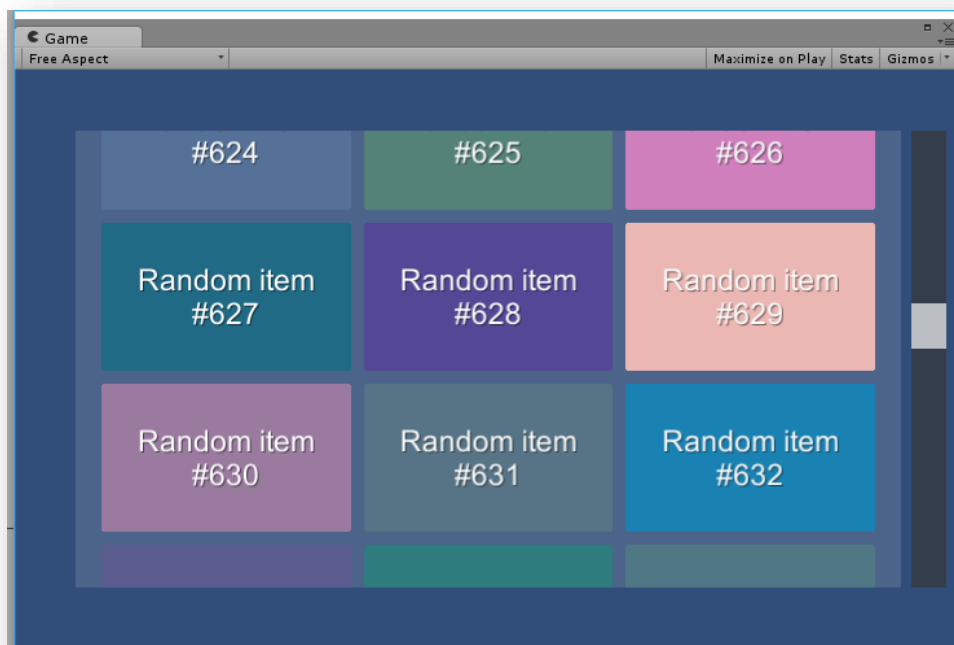 Game
Free Aspect
Maximize on Play Stats Gizmos
#624 #625 #626
Random item
#627
Random item
#628
Random item
#629
Random item
#630
Random item
#631
Random item
#632